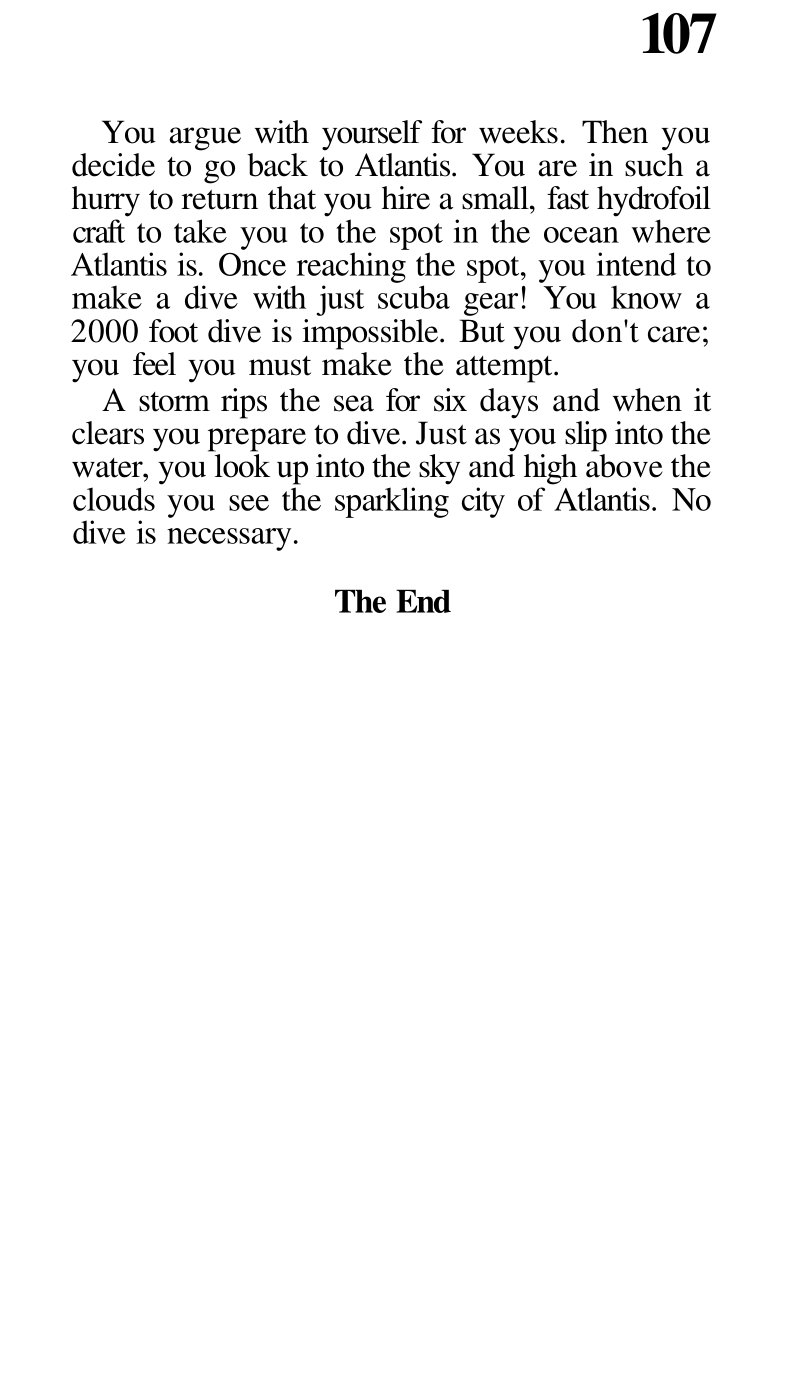 107
You argue with yourself for weeks. Then you
decide to go back to Atlantis. You are in such a
hurry to return that you hire a small, fast hydrofoil
craft to take you to the spot in the ocean where
Atlantis is. Once reaching the spot, you intend to
make a dive with just scuba gear! You know a
2000 foot dive is impossible. But you don't care;
you feel you must make the attempt.
A storm rips the sea for six days and when it
clears you prepare to dive. Just as you slip into the
water, you look up into the sky and high above the
clouds you see the sparkling city of Atlantis. No
dive is necessary.
The End